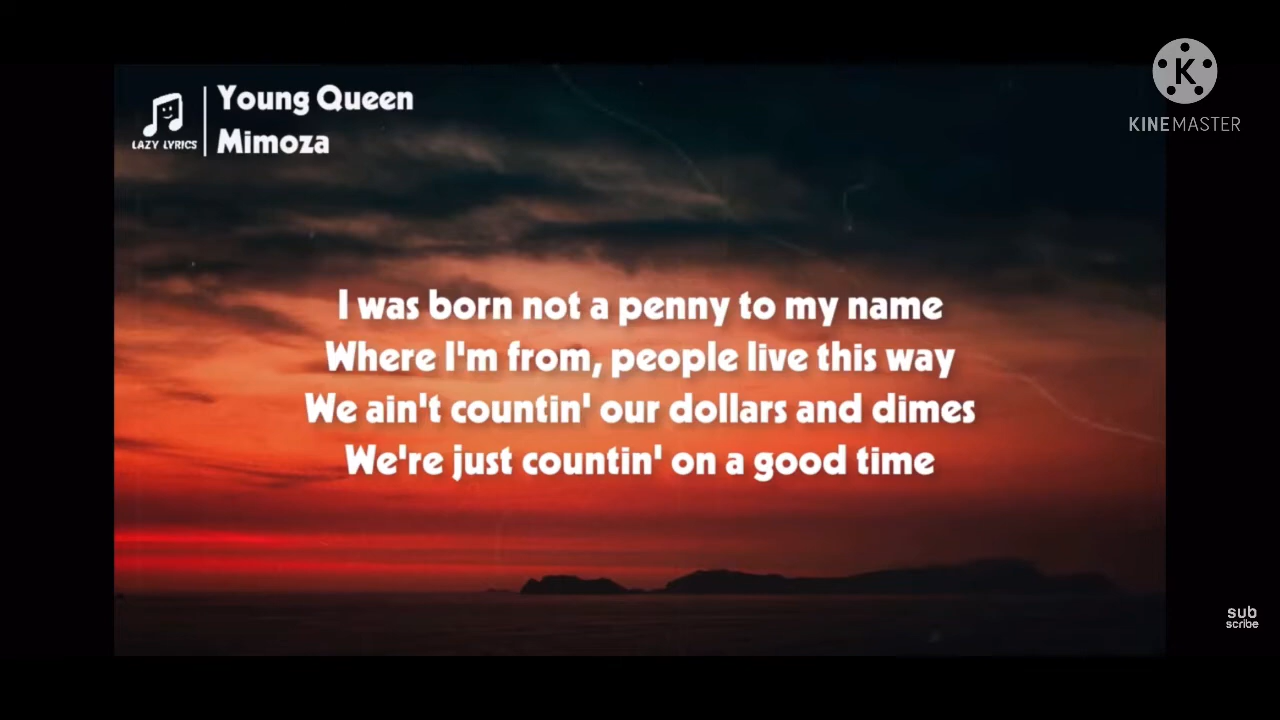 Young Queen
Mimoza
LAZY LYRICS
K
KINEMASTER
I was born not a penny to my name
Where I'm from, people live this way
We ain't countin' our dollars and dimes
We're just countin' on a good time
sub
scribe